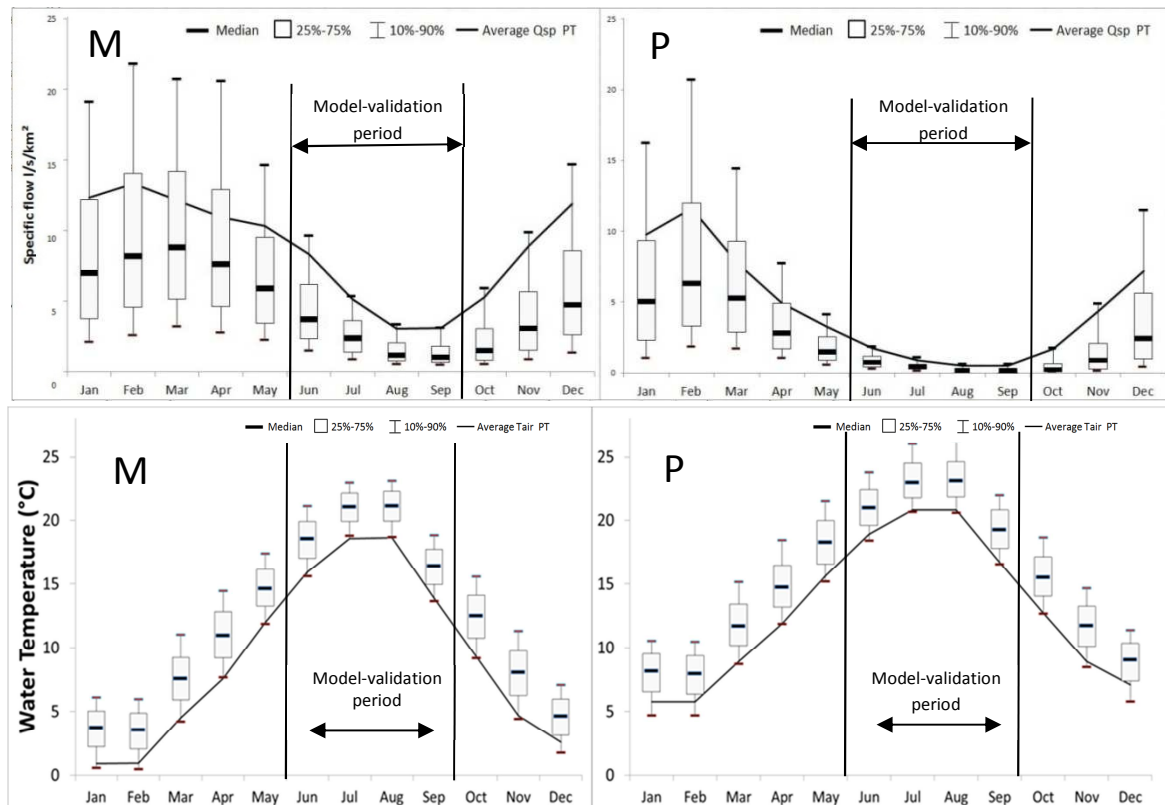 M
Median 25%-75% 10%-90% Average Qsp PT
Model-validation
period
Specific flow l/s/km²
25
20
15
10
5
0
Jan Feb Mar Apr May Jun Jul Aug Sep Oct Nov Dec
P
Median 25%-75% 10%-90% Average Qsp PT
Model-validation
period
25
20
15
10
5
0
Jan Feb Mar Apr May Jun Jul Aug Sep Oct Nov Dec
M
Median 25%-75% 10%-90% Average Tair PT
Water Temperature (°C)
25
20
15
10
5
0
Model-validation
period
Jan Feb Mar Apr May Jun Jul Aug Sep Oct Nov Dec
P
Median 25%-75% 10%-90% Average Tair PT
25
20
15
10
5
0
Model-validation
period
Jan Feb Mar Apr May Jun Jul Aug Sep Oct Nov Dec